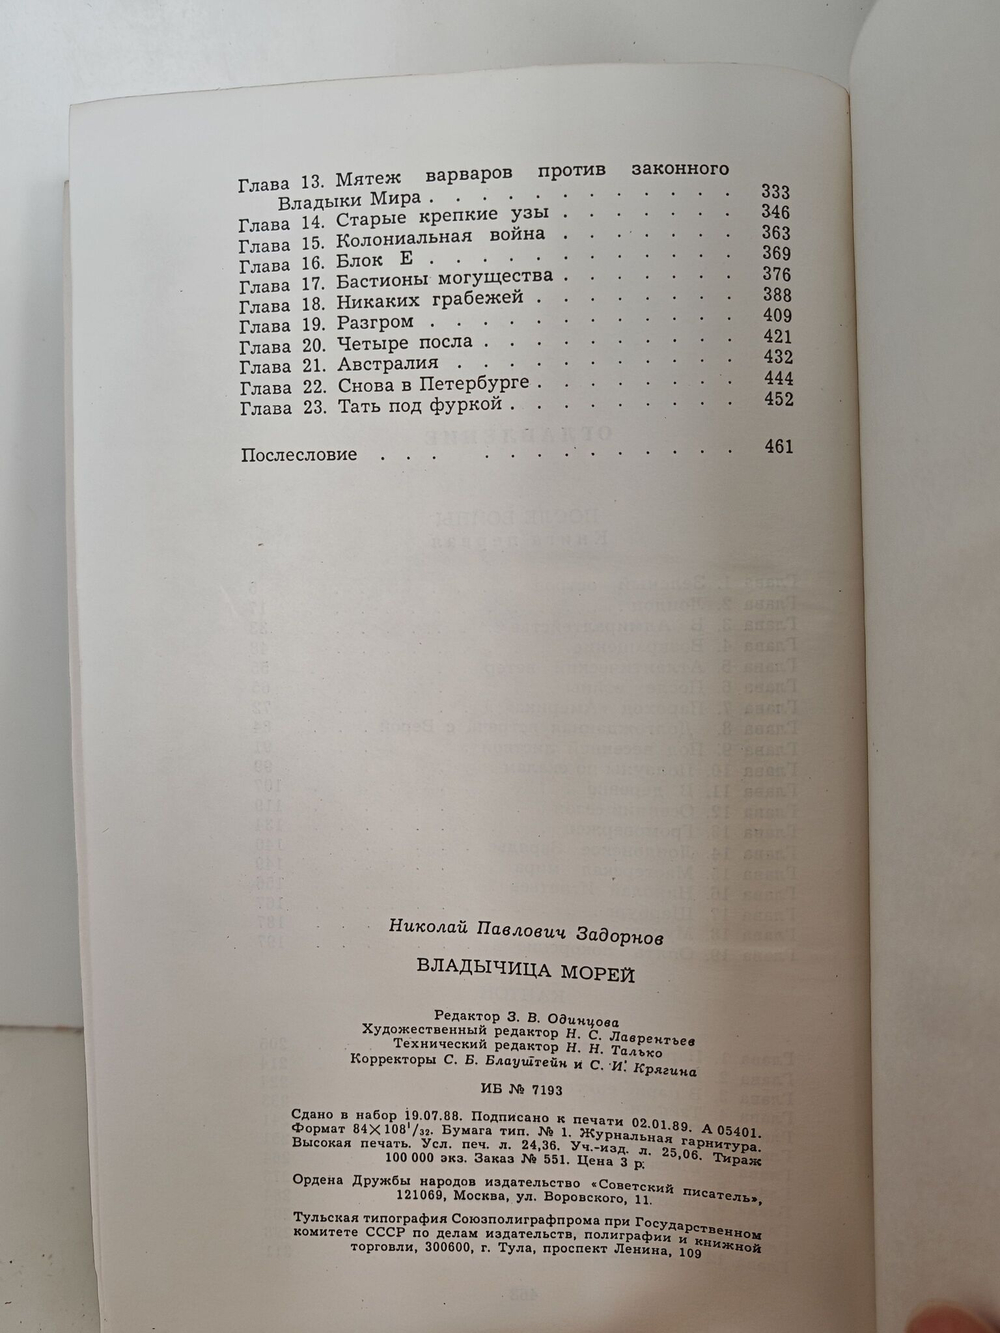 Глава 13. Мятеж варваров против законного
Владыки Мира . . . . . . . . . . . . 333
Глава 14. Старые крепкие узы . . . . . . . 346
Глава 15. Колониальная война . . . . . . . 363
Глава 16. Блок Е . . . . . . . . . . . . 369
Глава 17. Бастионы могущества . . . . . . . 376
Глава 18. Никаких грабежей . . . . . . . . 388
Глава 19. Разгром . . . . . . . . . . . . 409
Глава 20. Четыре посла . . . . . . . . . . 421
Глава 21. Австралия . . . . . . . . . . . 432
Глава 22. Снова в Петербурге . . . . . . . . 444
Глава 23. Тать под фуркой . . . . . . . . . 452
Послесловие . . . . . . . . . . . . . 461
Николай Павлович Задорнов
ВЛАДЫЧИЦА МОРЕЙ
Редактор З. В. Одинцова
Художественный редактор Н. С. Лаврентьев
Технический редактор Н. Н. Талько
Корректоры С. Б. Блауштейн и С. И. Крягина
ИБ № 7193
Сдано в набор 19.07.88. Подписано к печати 02.01.89. А 05401.
Формат 84×108¹/₃₂. Бумага тип. № 1. Журнальная гарнитура.
Высокая печать. Усл. печ. л. 24,36. Уч.-изд. л. 25,06. Тираж
100 000 экз. Заказ № 551. Цена 3 р.
Ордена Дружбы народов издательство «Советский писатель»,
121069, Москва, ул. Воровского, 11.
Тульская типография Союзполиграфпрома при Государственном
комитете СССР по делам издательств, полиграфии и книжной
торговли, 300600, г. Тула, проспект Ленина, 109